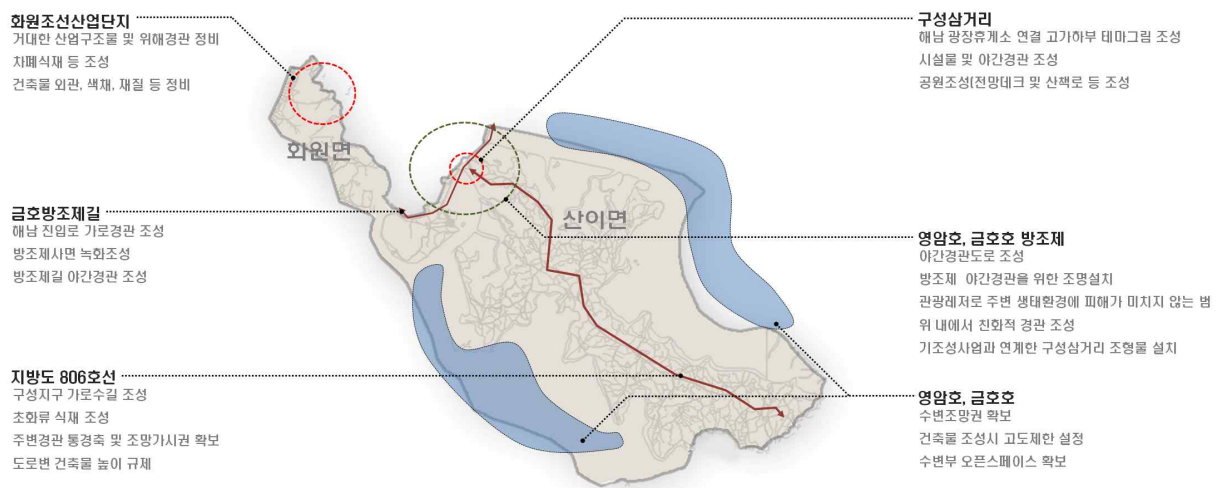 화원조선산업단지
거대한 산업구조물 및 위해경관 정비
차폐식재 등 조성
건축물 외관, 색채, 재질 등 정비
구성삼거리
해남 광장휴게소 연결 고가하부 테마그림 조성
시설물 및 야간경관 조성
공원조성(전망데크 및 산책로 등 조성
화원면
산이면
금호방조제길
해남 진입로 가로경관 조성
방조제사면 녹화조성
방조제길 야간경관 조성
영암호, 금호호 방조제
야간경관도로 조성
방조제 야간경관을 위한 조명설치
관광레저로 주변 생태환경에 피해가 미치지 않는 범
위 내에서 친화적 경관 조성
기조성사업과 연계한 구성삼거리 조형물 설치
지방도 806호선
구성지구 가로수길 조성
초화류 식재 조성
주변경관 통경축 및 조망가시권 확보
도로변 건축물 높이 규제
영암호, 금호호
수변조망권 확보
건축물 조성시 고도제한 설정
수변부 오픈스페이스 확보